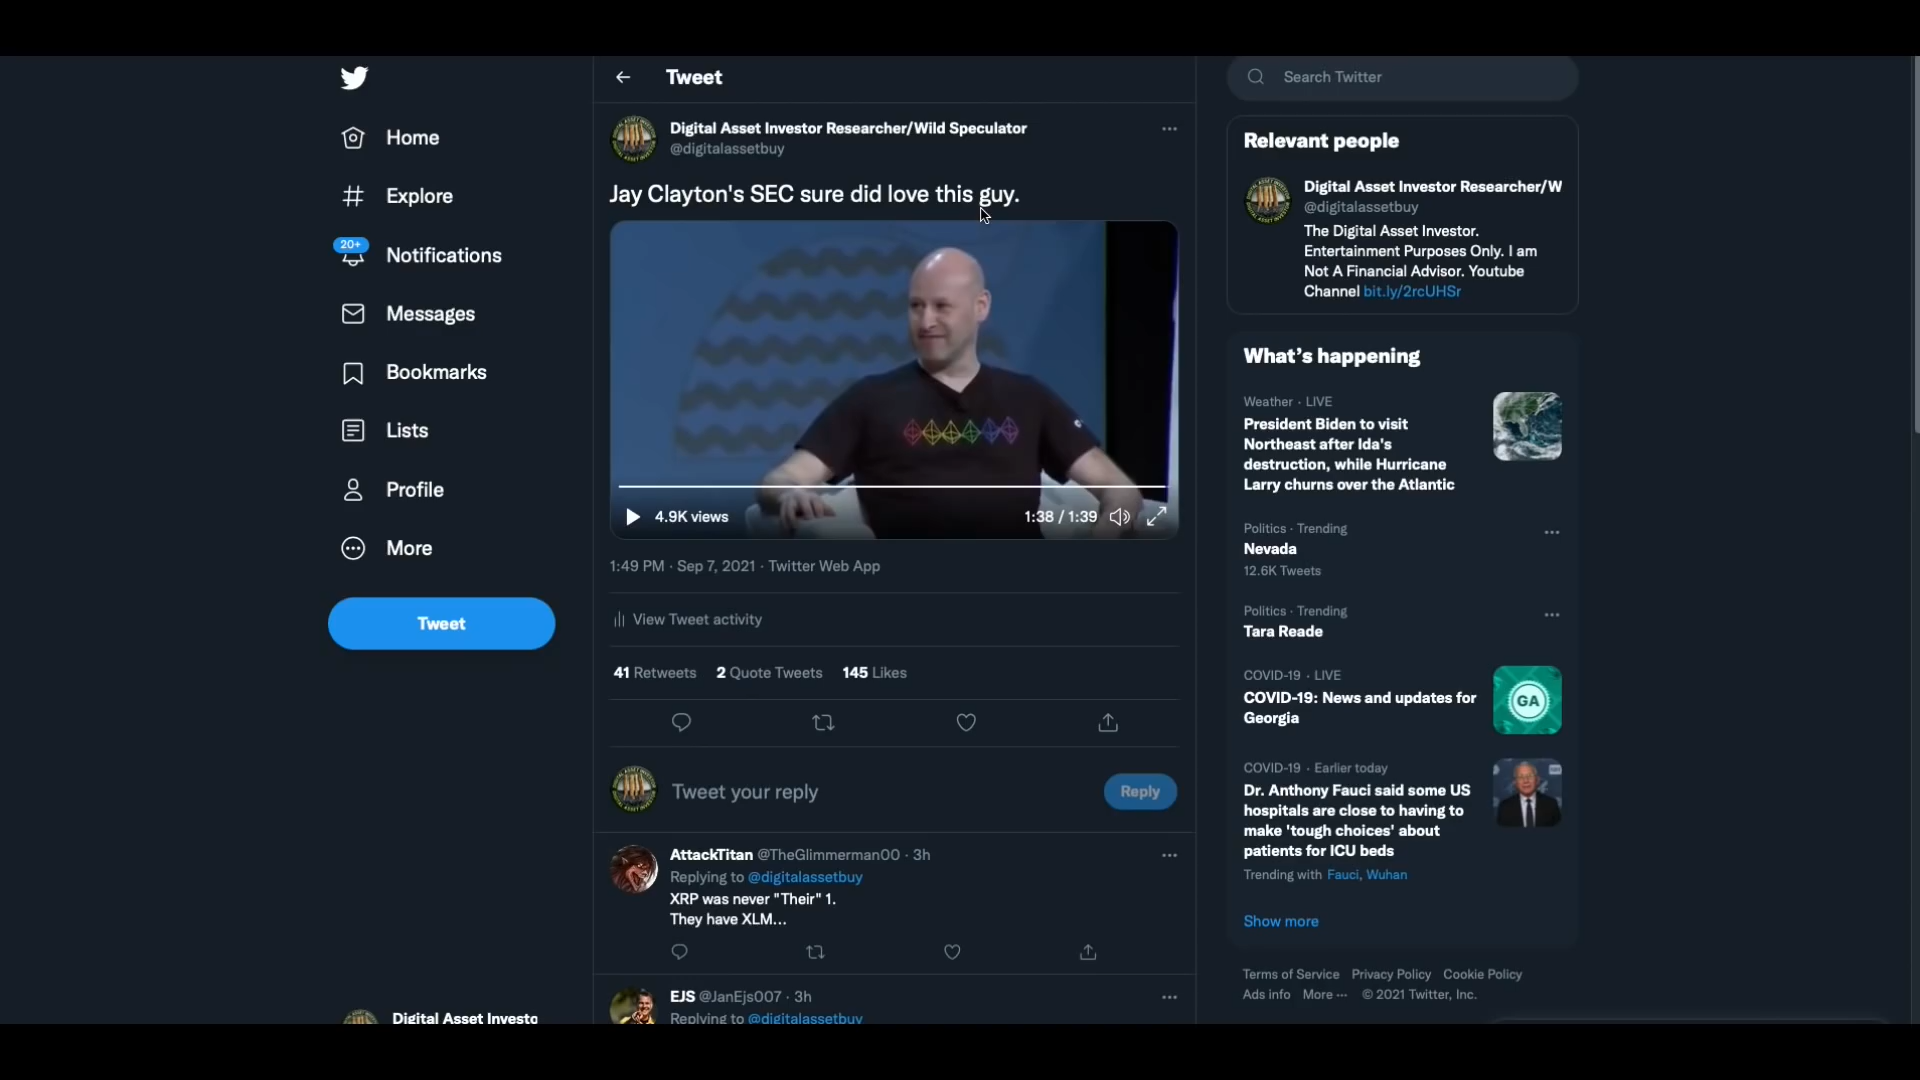 Tweet
Search Twitter
Home
Explore
20+
Notifications
Messages
Bookmarks
Lists
Profile
More
Tweet
Digital Asset Investo
Digital Asset Investor Researcher/Wild Speculator
@digitalassetbuy
Jay Clayton's SEC sure did love this guy.
4.9K views
1:38 / 1:39
1:49 PM · Sep 7, 2021 · Twitter Web App
View Tweet activity
41 Retweets 2 Quote Tweets 145 Likes
Tweet your reply
Reply
AttackTitan @TheGlimmerman00 · 3h
Replying to @digitalassetbuy
XRP was never "Their" 1.
They have XLM...
EJS @JanEjs007 · 3h
Replying to @digitalassetbuy
Relevant people
Digital Asset Investor Researcher/W
@digitalassetbuy
The Digital Asset Investor.
Entertainment Purposes Only. I am
Not A Financial Advisor. Youtube
Channel bit.ly/2rcUHSr
What's happening
Weather · LIVE
President Biden to visit
Northeast after Ida's
destruction, while Hurricane
Larry churns over the Atlantic
Politics · Trending
Nevada
12.6K Tweets
Politics · Trending
Tara Reade
COVID-19 · LIVE
COVID-19: News and updates for
Georgia
GA
COVID-19 · Earlier today
Dr. Anthony Fauci said some US
hospitals are close to having to
make 'tough choices' about
patients for ICU beds
Trending with Fauci, Wuhan
Show more
Terms of Service Privacy Policy Cookie Policy
Ads info More ··· © 2021 Twitter, Inc.